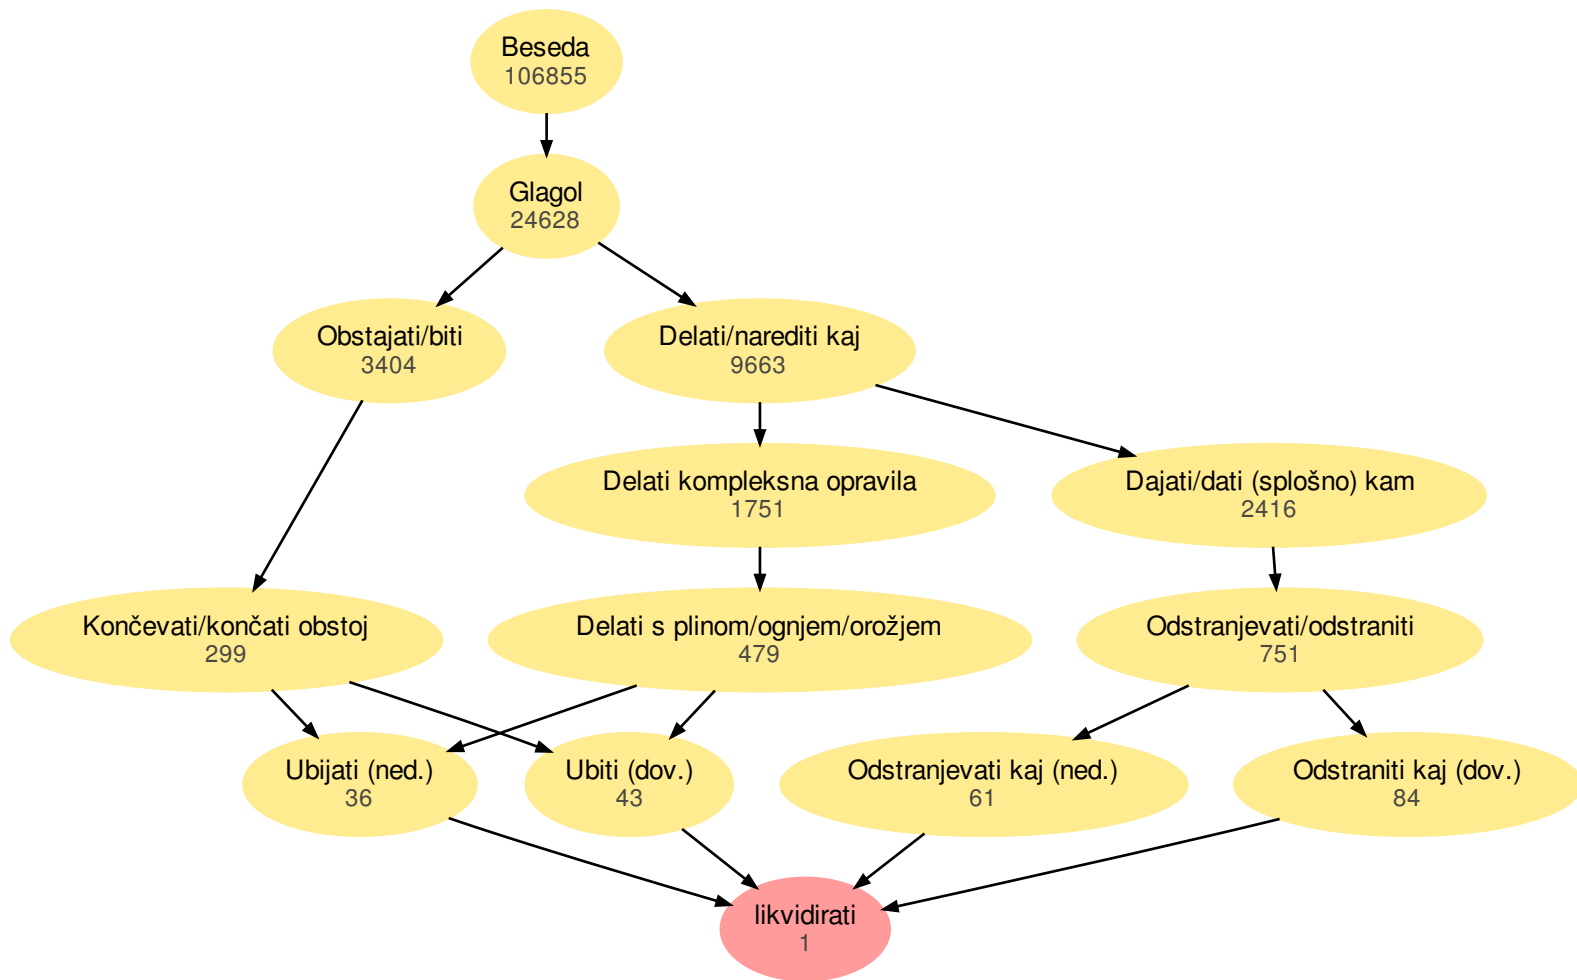 Beseda
106855
Glagol
24628
Obstajati/biti
3404
Delati/narediti kaj
9663
Delati kompleksna opravila
1751
Dajati/dati (splošno) kam
2416
Končevati/končati obstoj
299
Delati s plinom/ognjem/orožjem
479
Odstranjevati/odstraniti
751
Ubijati (ned.)
36
Ubiti (dov.)
43
Odstranjevati kaj (ned.)
61
Odstraniti kaj (dov.)
84
likvidirati
1